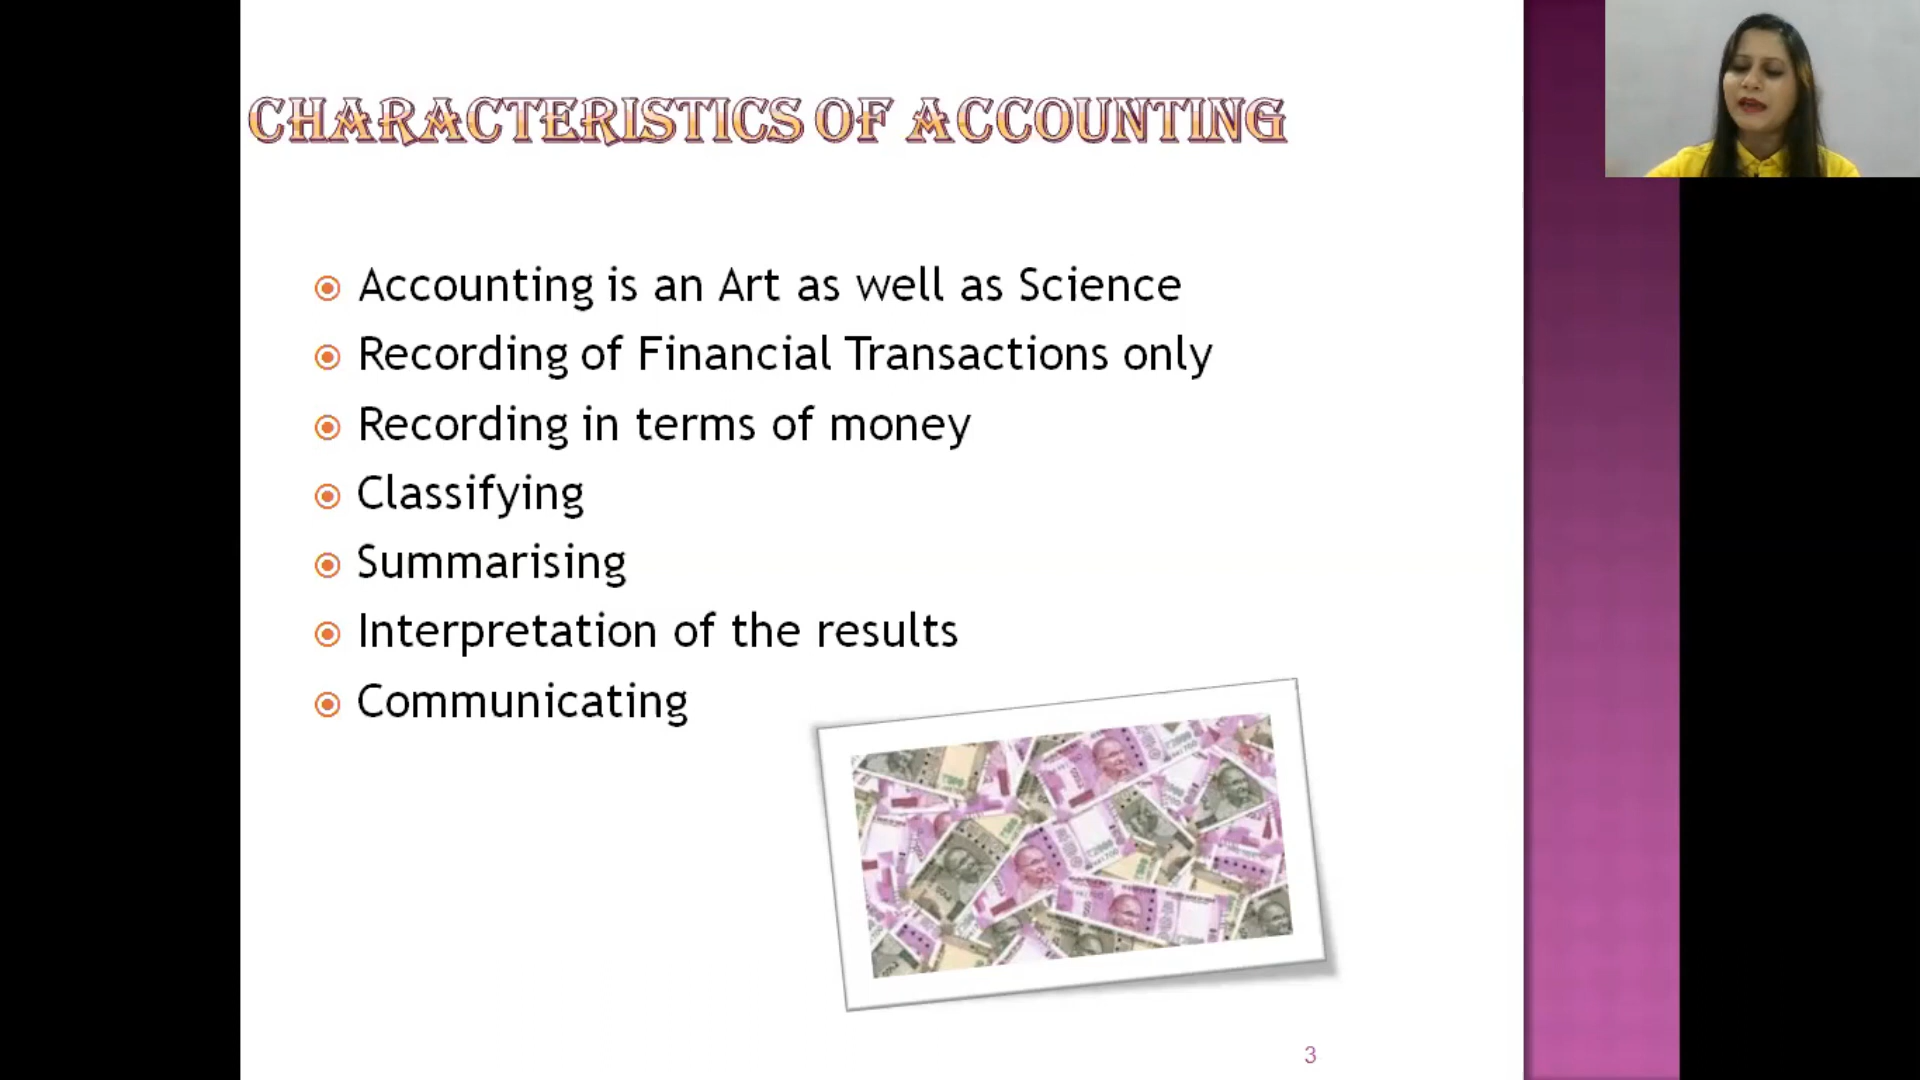 CHARACTERISTICS OF ACCOUNTING
Accounting is an Art as well as Science
Recording of Financial Transactions only
Recording in terms of money
Classifying
Summarising
Interpretation of the results
Communicating
3